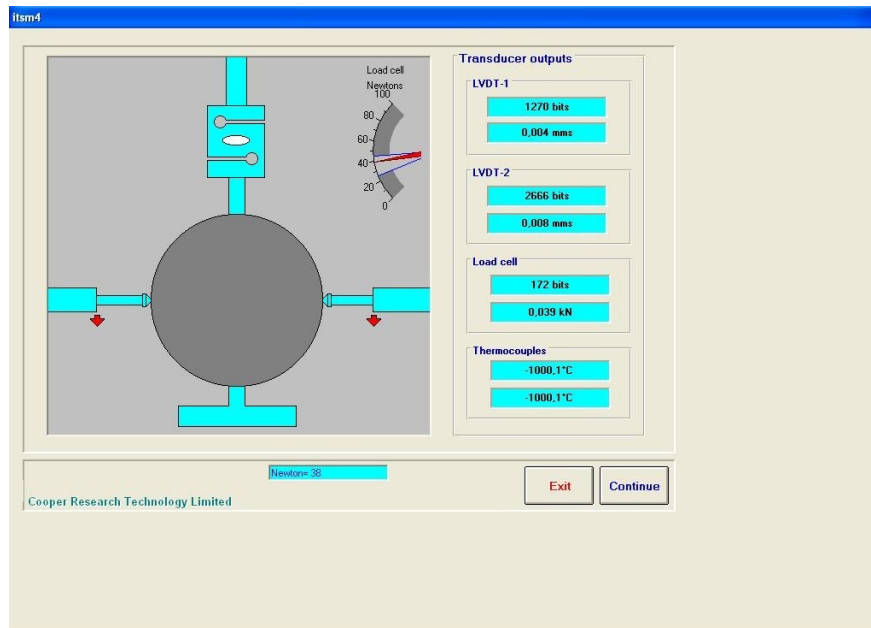 itsm4
Load cell
Newtons
100
80
60
40
20
0
Transducer outputs
LVDT-1
1270 bits
0,004 mms
LVDT-2
2666 bits
0,008 mms
Load cell
172 bits
0,039 kN
Thermocouples
-1000,1°C
-1000,1°C
Newton= 38
Exit
Continue
Cooper Research Technology Limited